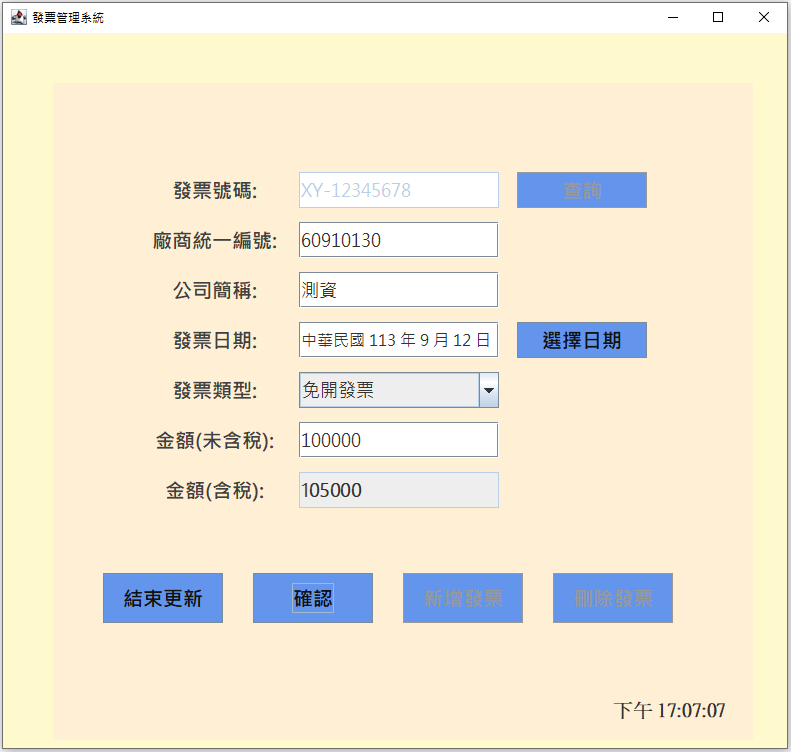 發票管理系統
發票號碼: XY-12345678 查詢
廠商統一編號: 60910130
公司簡稱: 測資
發票日期: 中華民國 113 年 9 月 12 日 選擇日期
發票類型: 免開發票
金額(未含稅): 100000
金額(含稅): 105000
結束更新 確認 新增發票 刪除發票
下午 17:07:07